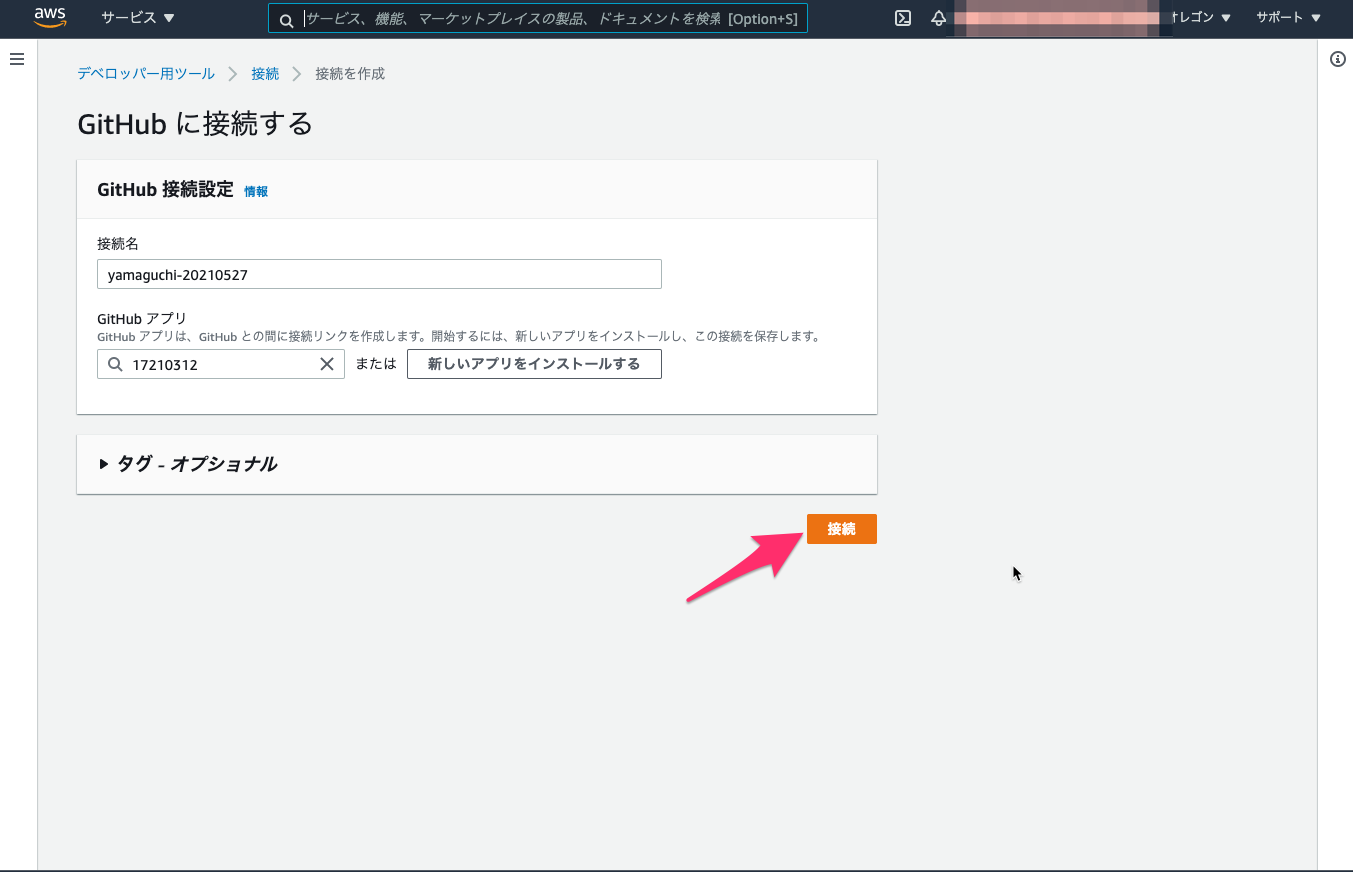 aws サービス サービス、機能、マーケットプレイスの製品、ドキュメントを検索 [Option+S] オレゴン サポート
デベロッパー用ツール 接続 接続を作成
GitHub に接続する
GitHub 接続設定 情報
接続名
yamaguchi-20210527
GitHub アプリ
GitHub アプリは、GitHub との間に接続リンクを作成します。開始するには、新しいアプリをインストールし、この接続を保存します。
17210312 または 新しいアプリをインストールする
タグ - オプショナル
接続